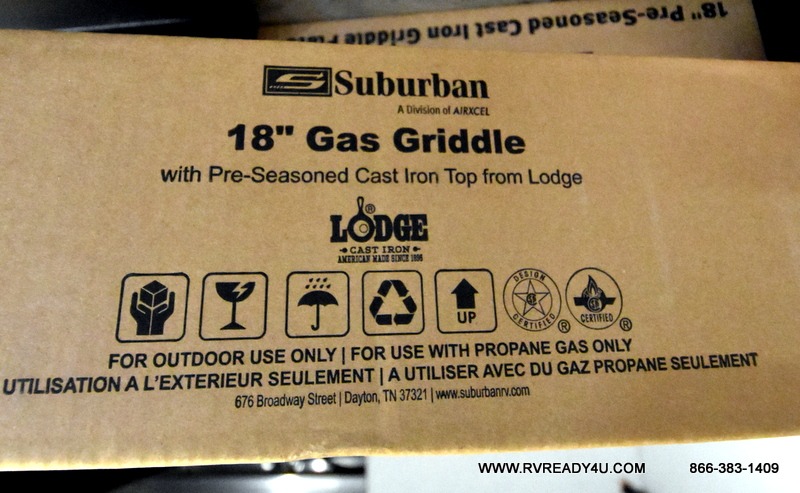 18" Pre-Seasoned Cast Iron Griddle
Suburban
A Division of AIRXCEL
18" Gas Griddle
with Pre-Seasoned Cast Iron Top from Lodge
LODGE®
CAST IRON
AMERICAN MADE SINCE 1896
UP
DESIGN CERTIFIED ®
CERTIFIED ®
FOR OUTDOOR USE ONLY | FOR USE WITH PROPANE GAS ONLY
UTILISATION A L'EXTERIEUR SEULEMENT | A UTILISER AVEC DU GAZ PROPANE SEULEMENT
676 Broadway Street | Dayton, TN 37321 | www.suburbanrv.com
WWW.RVREADY4U.COM 866-383-1409